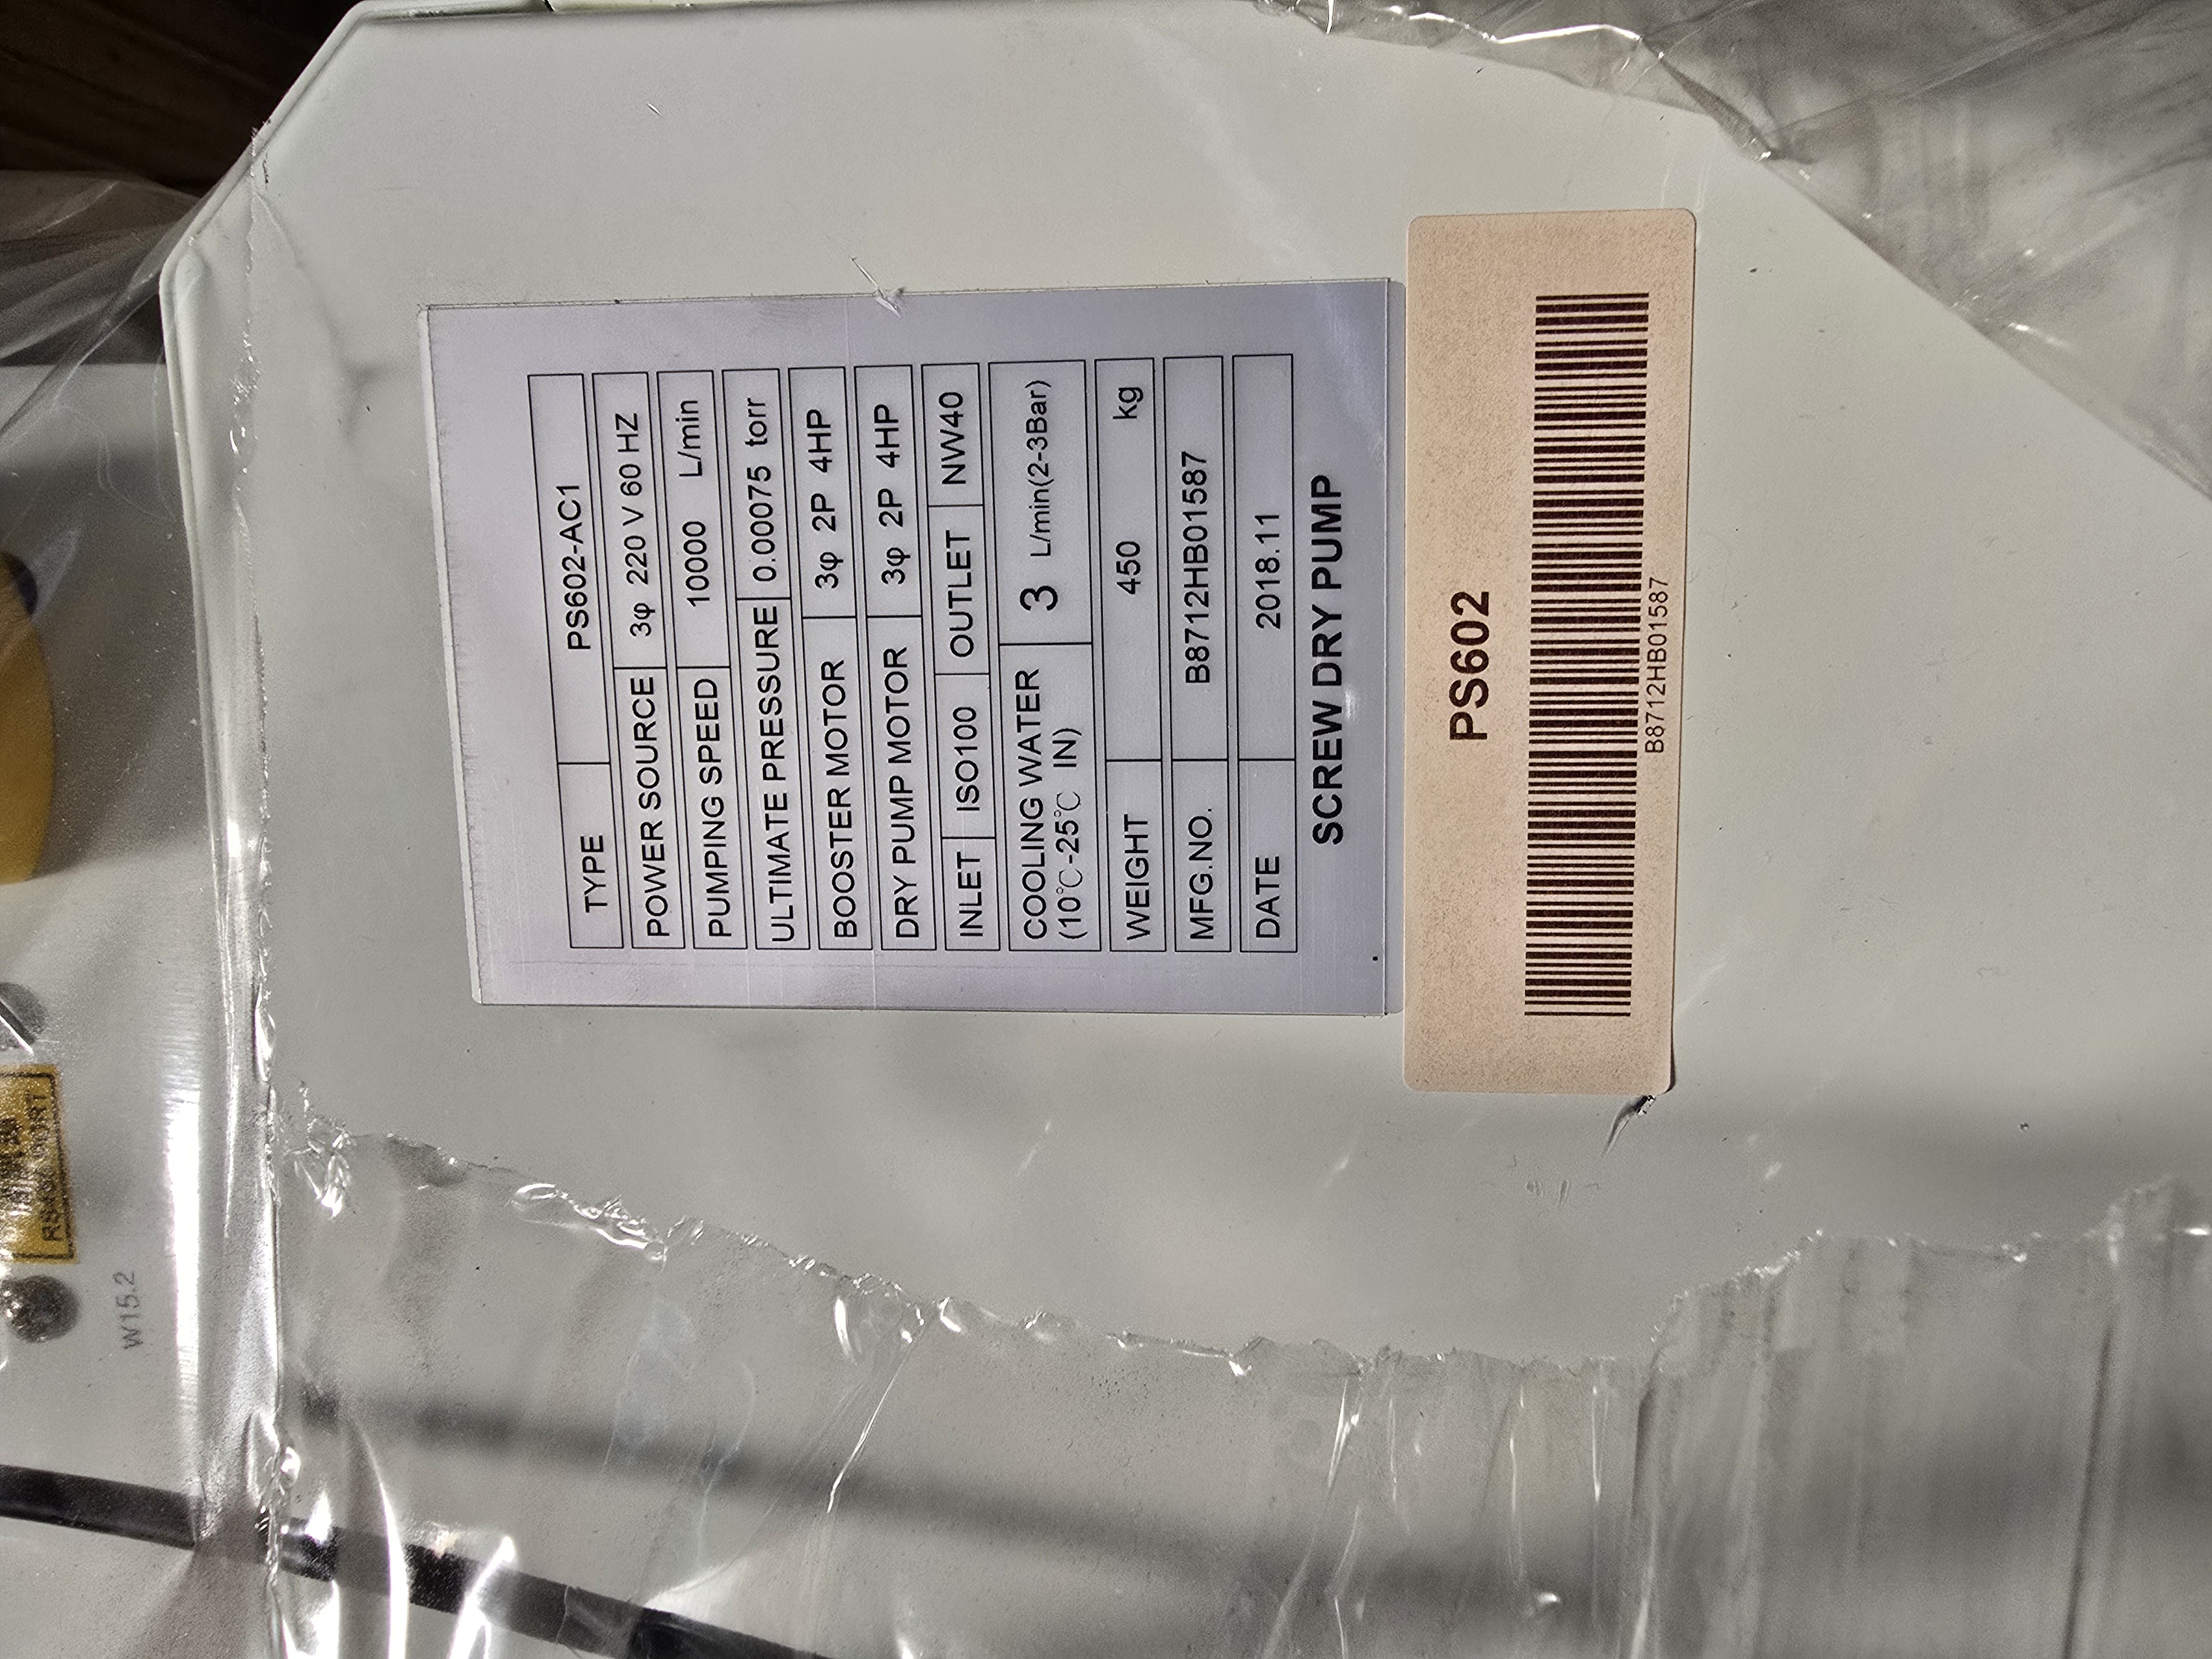 TYPE PS602-AC1
POWER SOURCE 3φ 220 V 60 HZ
PUMPING SPEED 10000 L/min
ULTIMATE PRESSURE 0.00075 torr
BOOSTER MOTOR 3φ 2P 4HP
DRY PUMP MOTOR 3φ 2P 4HP
INLET ISO100 OUTLET NW40
COOLING WATER 3 L/min(2-3Bar)
(10℃-25℃ IN)
WEIGHT 450 kg
MFG.NO. B8712HB01587
DATE 2018.11
SCREW DRY PUMP
PS602
B8712HB01587
W15.2